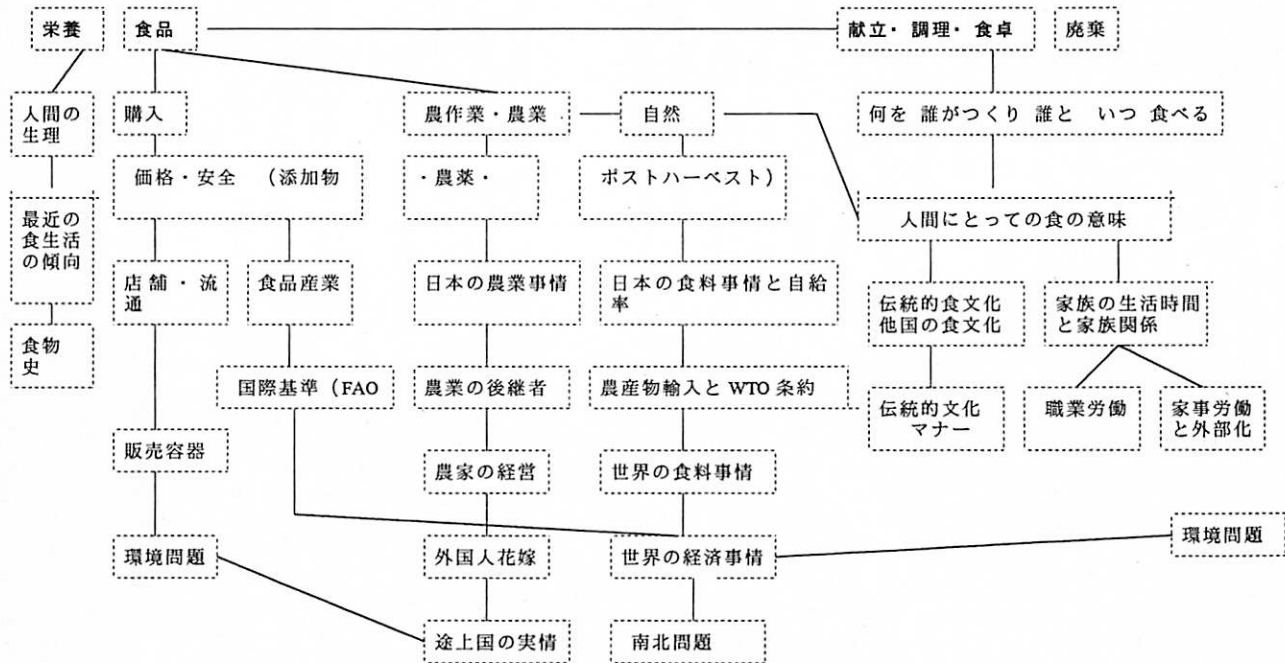 栄養 食品 献立・調理・食卓 廃棄
人間の
生理
購入 農作業・農業 自然 何を 誰がつくり 誰と いつ 食べる
価格・安全 (添加物 ・農薬・ ポストハーベスト)
最近の
食生活
の傾向
人間にとっての食の意味
店舗・流
通
食品産業 日本の農業事情 日本の食料事情と自給
率
伝統的食文化
他国の食文化
家族の生活時間
と家族関係
食物
史
国際基準(FAO 農業の後継者 農産物輸入と WTO 条約
伝統的文化
マナー
職業労働 家事労働
と外部化
販売容器 農家の経営 世界の食料事情
環境問題 外国人花嫁 世界の経済事情 環境問題
途上国の実情 南北問題